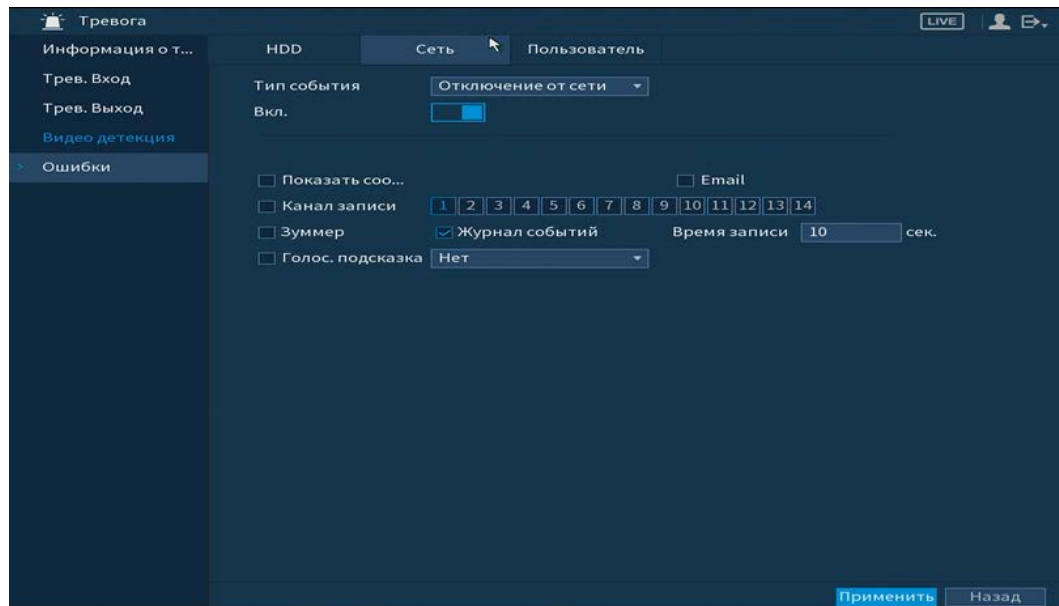 Тревога LIVE
Информация о т... HDD Сеть Пользователь
Трев. Вход
Тип события Отключение от сети
Трев. Выход
Вкл.
Видео детекция
Ошибки
Показать соо... Email
Канал записи 1 2 3 4 5 6 7 8 9 10 11 12 13 14
Зуммер Журнал событий Время записи 10 сек.
Голос. подсказка Нет
Применить Назад